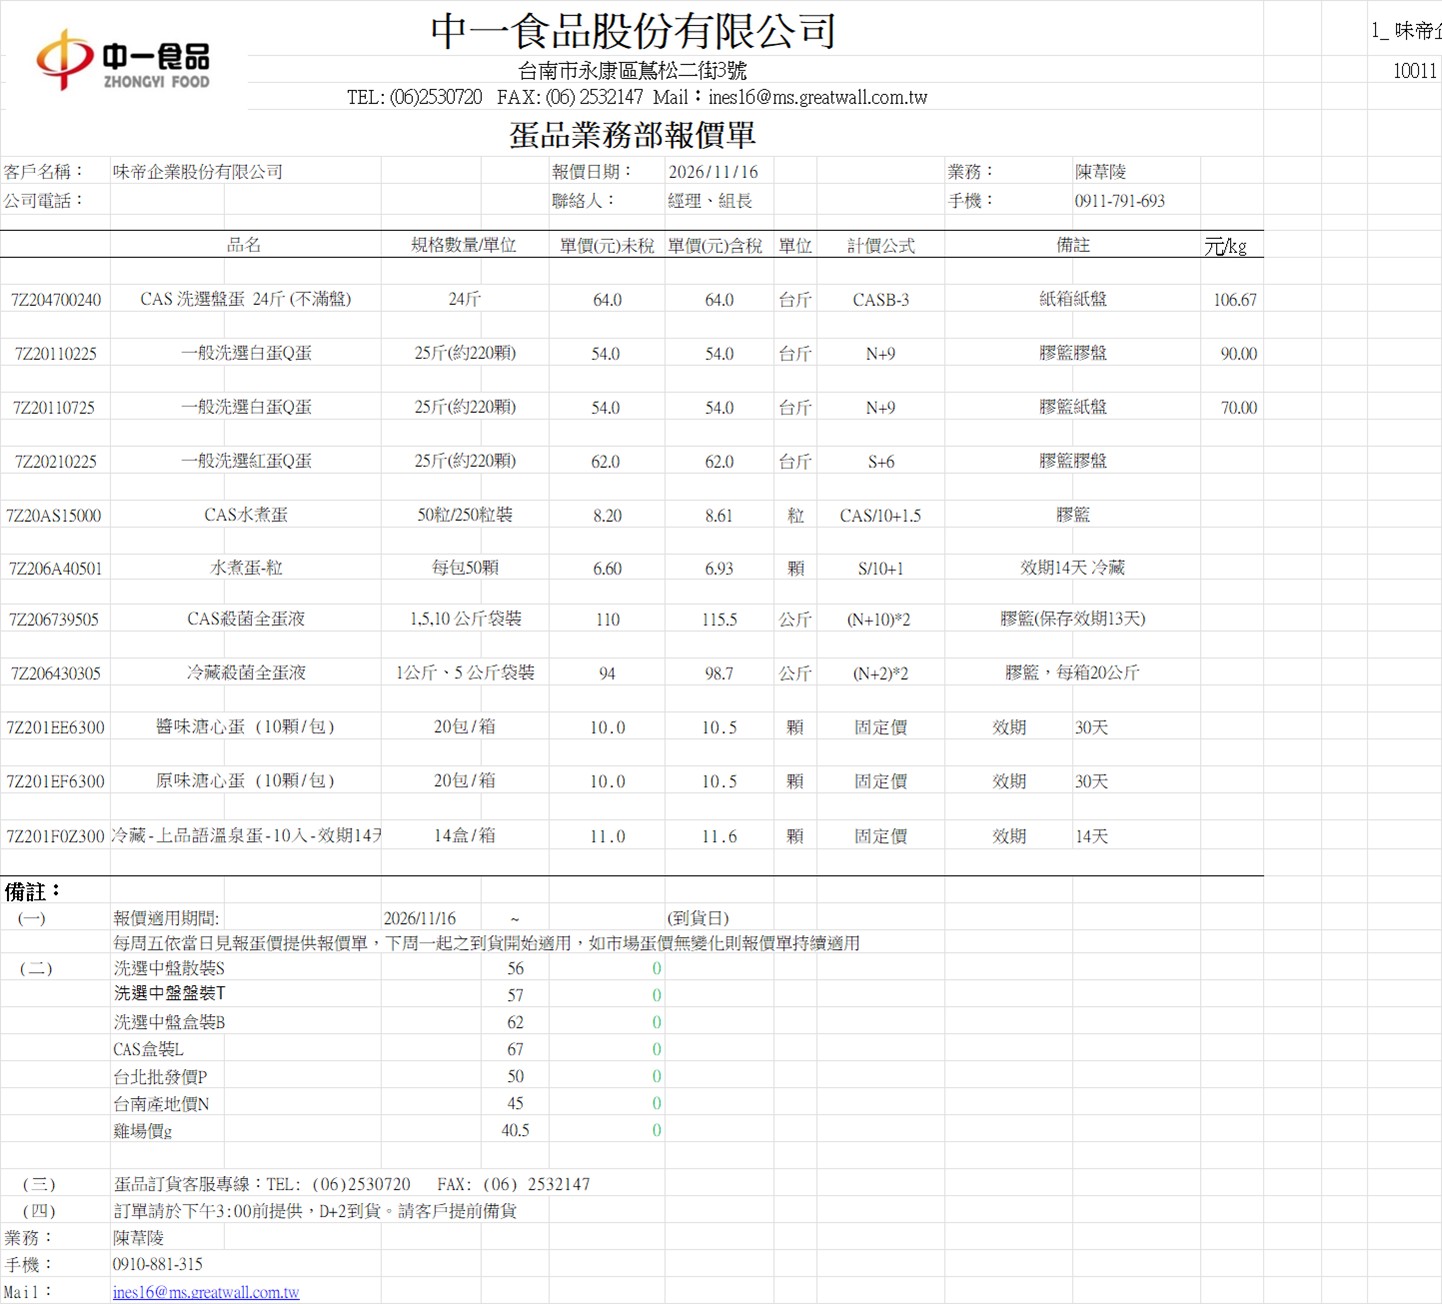 中一食品股份有限公司 1_ 味帝
中一食品
ZHONGYI FOOD
台南市永康區蔦松二街3號 10011
TEL: (06)2530720 FAX: (06) 2532147 Mail：ines16@ms.greatwall.com.tw
蛋品業務部報價單
客戶名稱： 味帝企業股份有限公司 報價日期： 2026/11/16 業務： 陳葦陵
公司電話： 聯絡人： 經理、組長 手機： 0911-791-693
品名 規格數量/單位 單價(元)未稅 單價(元)含稅 單位 計價公式 備註 元/kg
7Z204700240 CAS 洗選盤蛋 24斤 (不滿盤) 24斤 64.0 64.0 台斤 CASB-3 紙箱紙盤 106.67
7Z20110225 一般洗選白蛋Q蛋 25斤(約220顆) 54.0 54.0 台斤 N+9 膠籃膠盤 90.00
7Z20110725 一般洗選白蛋Q蛋 25斤(約220顆) 54.0 54.0 台斤 N+9 膠籃紙盤 70.00
7Z20210225 一般洗選紅蛋Q蛋 25斤(約220顆) 62.0 62.0 台斤 S+6 膠籃膠盤
7Z20AS15000 CAS水煮蛋 50粒/250粒裝 8.20 8.61 粒 CAS/10+1.5 膠籃
7Z206A40501 水煮蛋-粒 每包50顆 6.60 6.93 顆 S/10+1 效期14天 冷藏
7Z206739505 CAS殺菌全蛋液 1,5,10 公斤袋裝 110 115.5 公斤 (N+10)*2 膠籃(保存效期13天)
7Z206430305 冷藏殺菌全蛋液 1公斤、5 公斤袋裝 94 98.7 公斤 (N+2)*2 膠籃，每箱20公斤
7Z201EE6300 醬味溏心蛋 (10顆/包) 20包/箱 10.0 10.5 顆 固定價 效期 30天
7Z201EF6300 原味溏心蛋 (10顆/包) 20包/箱 10.0 10.5 顆 固定價 效期 30天
7Z201F0Z300 冷藏-上品語溫泉蛋-10入-效期14天 14盒/箱 11.0 11.6 顆 固定價 效期 14天
備註：
(一) 報價適用期間: 2026/11/16 ~ (到貨日)
每周五依當日見報蛋價提供報價單，下周一起之到貨開始適用，如市場蛋價無變化則報價單持續適用
(二) 洗選中盤散裝S 56 0
洗選中盤盤裝T 57 0
洗選中盤盒裝B 62 0
CAS盒裝L 67 0
台北批發價P 50 0
台南產地價N 45 0
雞場價g 40.5 0
(三) 蛋品訂貨客服專線：TEL: (06)2530720 FAX: (06) 2532147
(四) 訂單請於下午3:00前提供，D+2到貨。請客戶提前備貨
業務： 陳葦陵
手機： 0910-881-315
Mail： ines16@ms.greatwall.com.tw